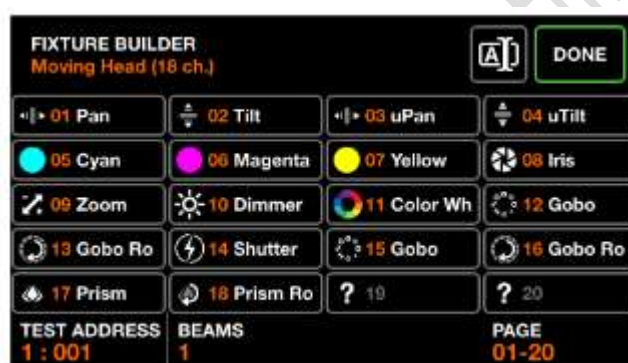 FIXTURE BUILDER
Moving Head (18 ch.)
A
DONE
01 Pan
02 Tilt
03 uPan
04 uTilt
05 Cyan
06 Magenta
07 Yellow
08 Iris
09 Zoom
10 Dimmer
11 Color Wh
12 Gobo
13 Gobo Ro
14 Shutter
15 Gobo
16 Gobo Ro
17 Prism
18 Prism Ro
? 19
? 20
TEST ADDRESS
1 : 001
BEAMS
1
PAGE
01-20